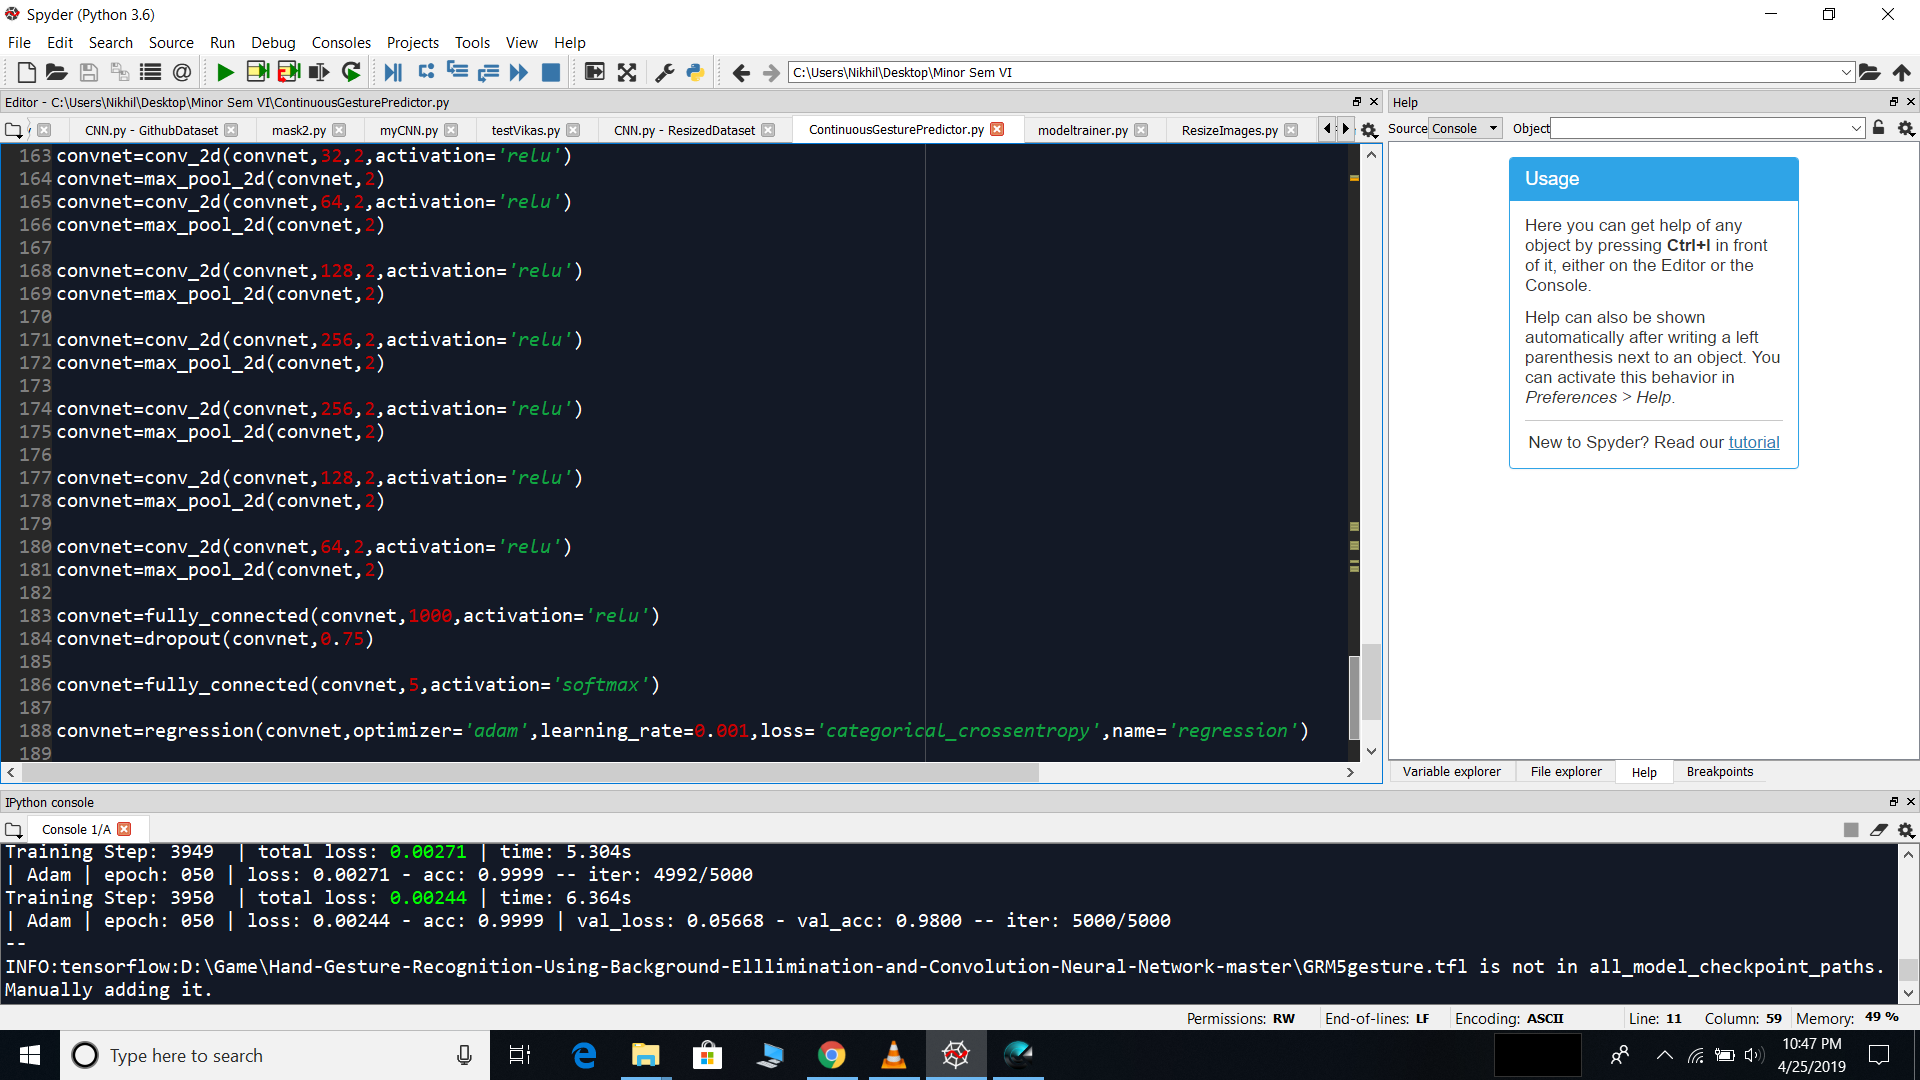 Spyder (Python 3.6)
File Edit Search Source Run Debug Consoles Projects Tools View Help
C:\Users\Nikhil\Desktop\Minor Sem VI
Editor - C:\Users\Nikhil\Desktop\Minor Sem VI\ContinuousGesturePredictor.py
CNN.py - GithubDataset mask2.py myCNN.py testVikas.py CNN.py - ResizedDataset ContinuousGesturePredictor.py modeltrainer.py ResizeImages.py
163 convnet=conv_2d(convnet,32,2,activation='relu')
164 convnet=max_pool_2d(convnet,2)
165 convnet=conv_2d(convnet,64,2,activation='relu')
166 convnet=max_pool_2d(convnet,2)
167
168 convnet=conv_2d(convnet,128,2,activation='relu')
169 convnet=max_pool_2d(convnet,2)
170
171 convnet=conv_2d(convnet,256,2,activation='relu')
172 convnet=max_pool_2d(convnet,2)
173
174 convnet=conv_2d(convnet,256,2,activation='relu')
175 convnet=max_pool_2d(convnet,2)
176
177 convnet=conv_2d(convnet,128,2,activation='relu')
178 convnet=max_pool_2d(convnet,2)
179
180 convnet=conv_2d(convnet,64,2,activation='relu')
181 convnet=max_pool_2d(convnet,2)
182
183 convnet=fully_connected(convnet,1000,activation='relu')
184 convnet=dropout(convnet,0.75)
185
186 convnet=fully_connected(convnet,5,activation='softmax')
187
188 convnet=regression(convnet,optimizer='adam',learning_rate=0.001,loss='categorical_crossentropy',name='regression')
189
Help
Source Console Object
Usage
Here you can get help of any
object by pressing Ctrl+I in front
of it, either on the Editor or the
Console.
Help can also be shown
automatically after writing a left
parenthesis next to an object. You
can activate this behavior in
Preferences > Help.
New to Spyder? Read our tutorial
Variable explorer File explorer Help Breakpoints
IPython console
Console 1/A
Training Step: 3949 | total loss: 0.00271 | time: 5.304s
| Adam | epoch: 050 | loss: 0.00271 - acc: 0.9999 -- iter: 4992/5000
Training Step: 3950 | total loss: 0.00244 | time: 6.364s
| Adam | epoch: 050 | loss: 0.00244 - acc: 0.9999 | val_loss: 0.05668 - val_acc: 0.9800 -- iter: 5000/5000
--
INFO:tensorflow:D:\Game\Hand-Gesture-Recognition-Using-Background-Elllimination-and-Convolution-Neural-Network-master\GRM5gesture.tfl is not in all_model_checkpoint_paths.
Manually adding it.
Permissions: RW End-of-lines: LF Encoding: ASCII Line: 11 Column: 59 Memory: 49 %
Type here to search
10:47 PM
4/25/2019